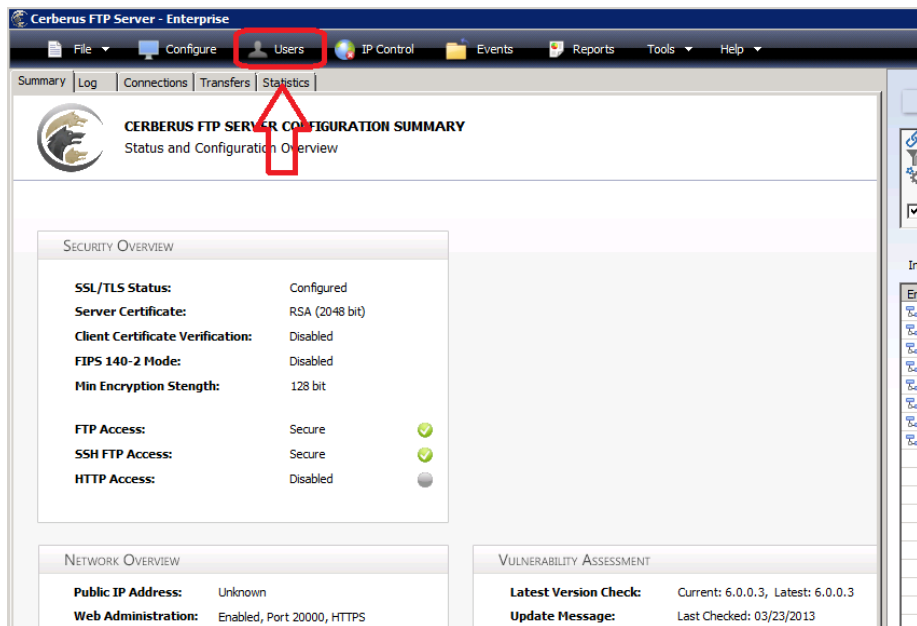 Cerberus FTP Server - Enterprise
File Configure Users IP Control Events Reports Tools Help
Summary Log Connections Transfers Statistics
CERBERUS FTP SERVER CONFIGURATION SUMMARY
Status and Configuration Overview
SECURITY OVERVIEW
SSL/TLS Status: Configured
Server Certificate: RSA (2048 bit)
Client Certificate Verification: Disabled
FIPS 140-2 Mode: Disabled
Min Encryption Stength: 128 bit
FTP Access: Secure
SSH FTP Access: Secure
HTTP Access: Disabled
NETWORK OVERVIEW VULNERABILITY ASSESSMENT
Public IP Address: Unknown Latest Version Check: Current: 6.0.0.3, Latest: 6.0.0.3
Web Administration: Enabled, Port 20000, HTTPS Update Message: Last Checked: 03/23/2013